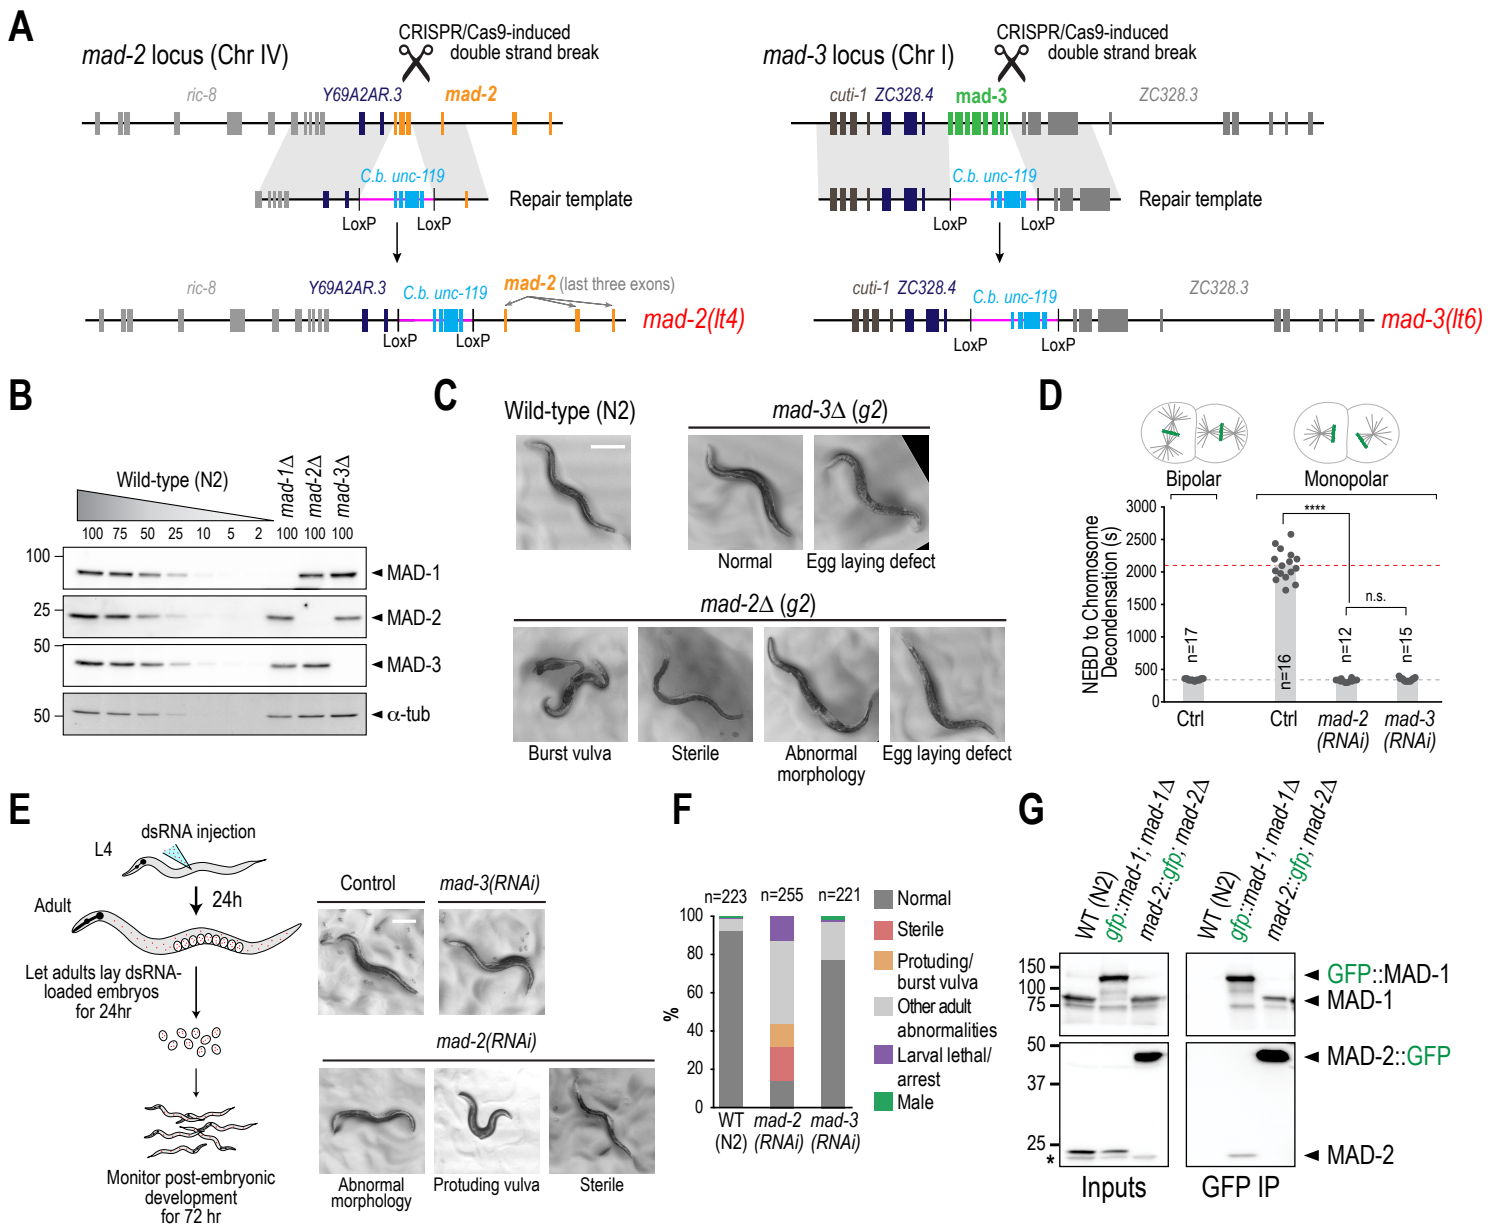 A
mad-2 locus (Chr IV)
CRISPR/Cas9-induced
double strand break
ric-8
Y69A2AR.3
mad-2
C.b. unc-119
Repair template
LoxP
LoxP
ric-8
Y69A2AR.3
C.b. unc-119
mad-2 (last three exons)
mad-2(lt4)
LoxP
LoxP
mad-3 locus (Chr I)
CRISPR/Cas9-induced
double strand break
cuti-1
ZC328.4
mad-3
ZC328.3
C.b. unc-119
Repair template
LoxP
LoxP
cuti-1
ZC328.4
C.b. unc-119
ZC328.3
mad-3(lt6)
LoxP
LoxP
B
Wild-type (N2)
mad-1Δ
mad-2Δ
mad-3Δ
100 75 50 25 10 5 2 100 100 100
100
MAD-1
25
MAD-2
50
MAD-3
50
α-tub
C
Wild-type (N2)
mad-3Δ (g2)
Normal
Egg laying defect
mad-2Δ (g2)
Burst vulva
Sterile
Abnormal
morphology
Egg laying defect
D
Bipolar
Monopolar
NEBD to Chromosome
Decondensation (s)
3000
2500
2000
1500
1000
500
0
****
n.s.
n=17
n=16
n=12
n=15
Ctrl
Ctrl
mad-2
(RNAi)
mad-3
(RNAi)
E
dsRNA injection
L4
24h
Adult
Let adults lay dsRNA-
loaded embryos
for 24hr
Monitor post-embryonic
development
for 72 hr
Control
mad-3(RNAi)
mad-2(RNAi)
Abnormal
morphology
Protuding vulva
Sterile
F
n=223
n=255
n=221
%
100
80
60
40
20
0
WT
(N2)
mad-2
(RNAi)
mad-3
(RNAi)
Normal
Sterile
Protuding/
burst vulva
Other adult
abnormalities
Larval lethal/
arrest
Male
G
WT (N2)
gfp::mad-1; mad-1Δ
mad-2::gfp; mad-2Δ
WT (N2)
gfp::mad-1; mad-1Δ
mad-2::gfp; mad-2Δ
150
100
75
GFP::MAD-1
MAD-1
50
37
25
*
MAD-2::GFP
MAD-2
Inputs
GFP IP